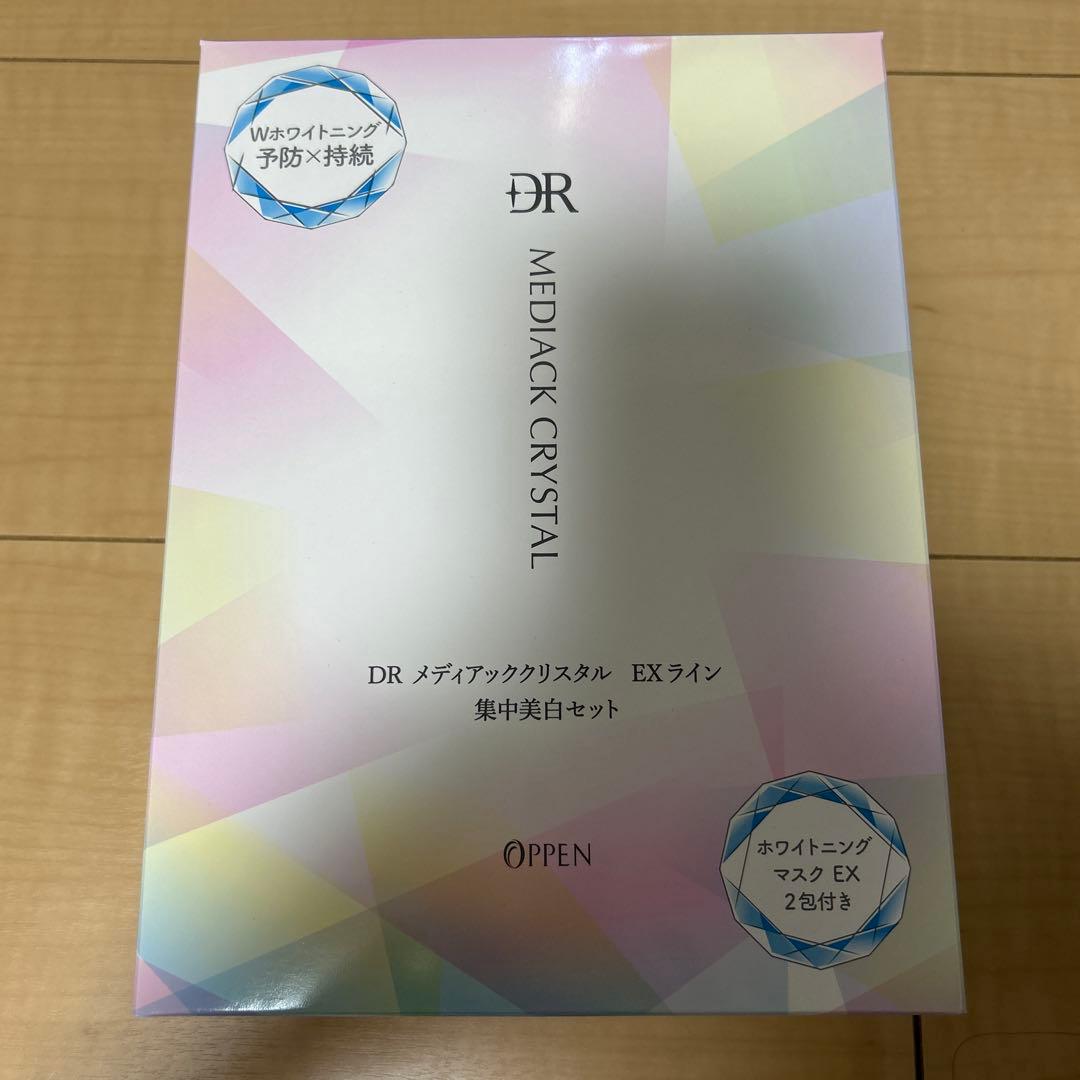 Wホワイトニング
予防×持続
DR
MEDIACK CRYSTAL
DR メディアッククリスタル　EXライン
集中美白セット
OPPEN
ホワイトニング
マスク EX
2包付き